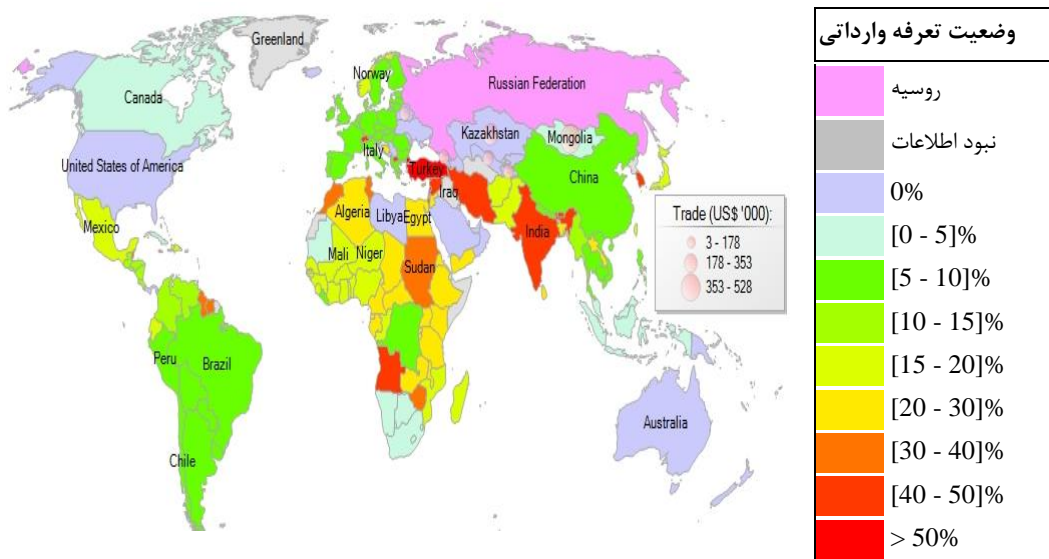 Greenland
Norway
Russian Federation
Canada
Kazakhstan
Mongolia
United States of America
Italy
Turkey
China
Iraq
Mexico
Algeria
Libya
Egypt
India
Mali
Niger
Sudan
Peru
Brazil
Australia
Chile
Trade (US$ '000):
3 - 178
178 - 353
353 - 528
وضعیت تعرفه وارداتی
روسیه
نبود اطلاعات
0%
[0 - 5]%
[5 - 10]%
[10 - 15]%
[15 - 20]%
[20 - 30]%
[30 - 40]%
[40 - 50]%
> 50%